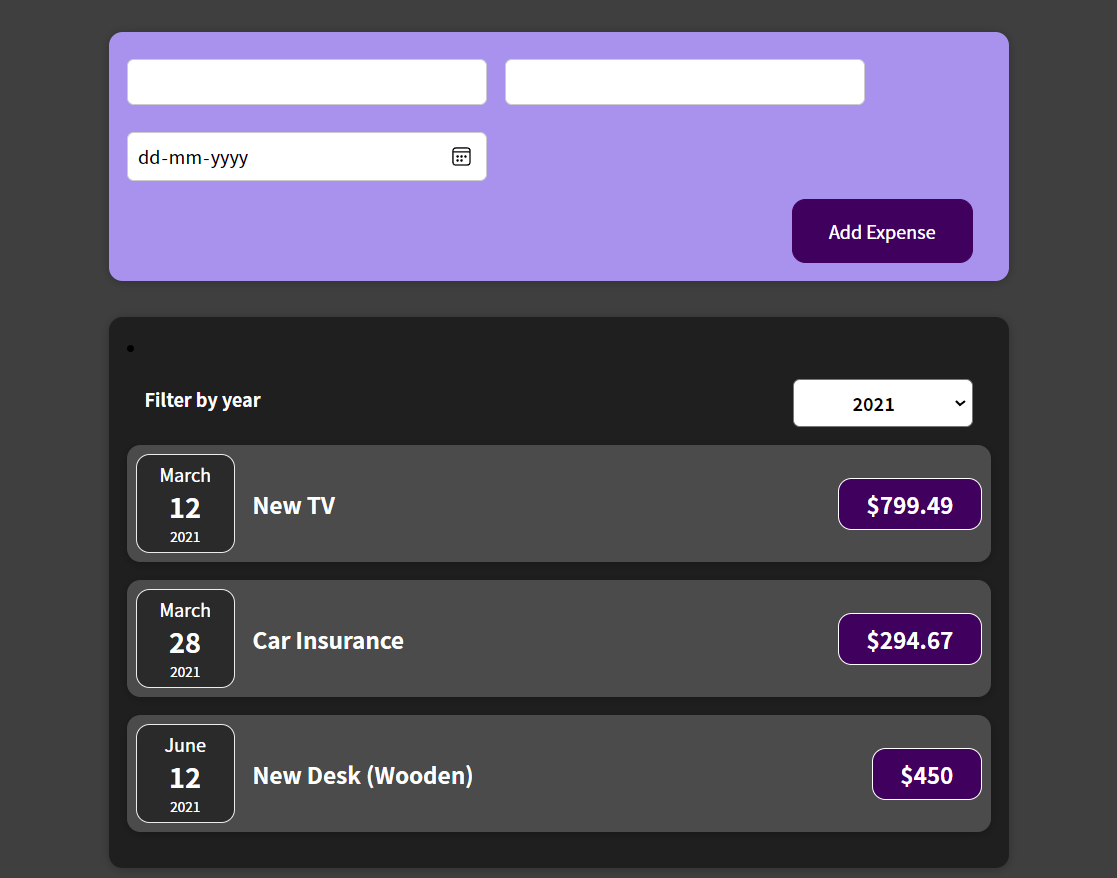 dd-mm-yyyy
Add Expense
Filter by year
2021
March
12
2021
New TV
$799.49
March
28
2021
Car Insurance
$294.67
June
12
2021
New Desk (Wooden)
$450